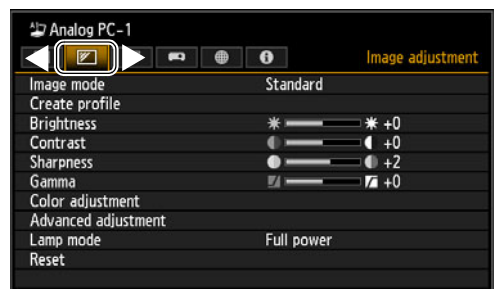 Analog PC-1
Image adjustment
Image mode Standard
Create profile
Brightness +0
Contrast +0
Sharpness +2
Gamma +0
Color adjustment
Advanced adjustment
Lamp mode Full power
Reset